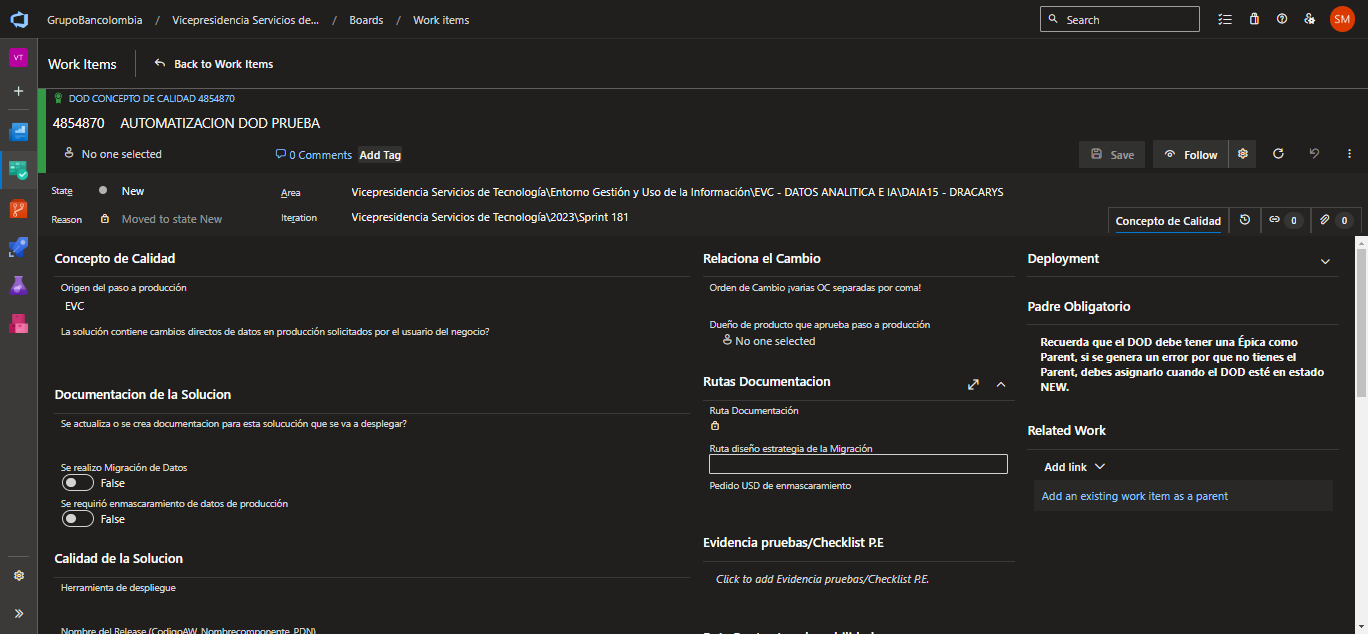 GrupoBancolombia / Vicepresidencia Servicios de... / Boards / Work items
Search
SM
VT
Work Items
Back to Work Items
DOD CONCEPTO DE CALIDAD 4854870
4854870 AUTOMATIZACION DOD PRUEBA
No one selected
0 Comments
Add Tag
Save
Follow
State
New
Area
Vicepresidencia Servicios de Tecnología\Entorno Gestión y Uso de la Información\EVC - DATOS ANALITICA E IA\DAIA15 - DRACARYS
Reason
Moved to state New
Iteration
Vicepresidencia Servicios de Tecnología\2023\Sprint 181
Concepto de Calidad
0
0
Concepto de Calidad
Origen del paso a producción
EVC
La solución contiene cambios directos de datos en producción solicitados por el usuario del negocio?
Documentacion de la Solucion
Se actualiza o se crea documentacion para esta solucución que se va a desplegar?
Se realizo Migración de Datos
False
Se requirió enmascaramiento de datos de producción
False
Calidad de la Solucion
Herramienta de despliegue
Nombre del Release (CodigoAW_Nombrecomponente_PDN)
Relaciona el Cambio
Orden de Cambio ¡varias OC separadas por coma!
Dueño de producto que aprueba paso a producción
No one selected
Rutas Documentacion
Ruta Documentación
Ruta diseño estrategia de la Migración
Pedido USD de enmascaramiento
Evidencia pruebas/Checklist P.E
Click to add Evidencia pruebas/Checklist P.E.
Deployment
Padre Obligatorio
Recuerda que el DOD debe tener una Épica como
Parent, si se genera un error por que no tienes el
Parent, debes asignarlo cuando el DOD esté en estado
NEW.
Related Work
Add link
Add an existing work item as a parent